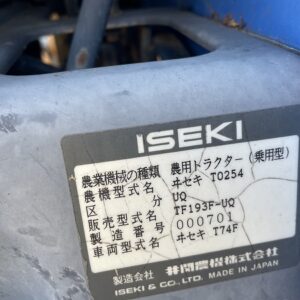 ISEKI
農業機械の種類 農用トラクター(乗用型)
農機型式名 ヰセキ TO254
区分 UQ
販売型式名 TF193F-UQ
製造番号 000701
車両型式名 ヰセキ T74F
製造会社 井関農機株式会社
ISEKI & CO., LTD. MADE IN JAPAN